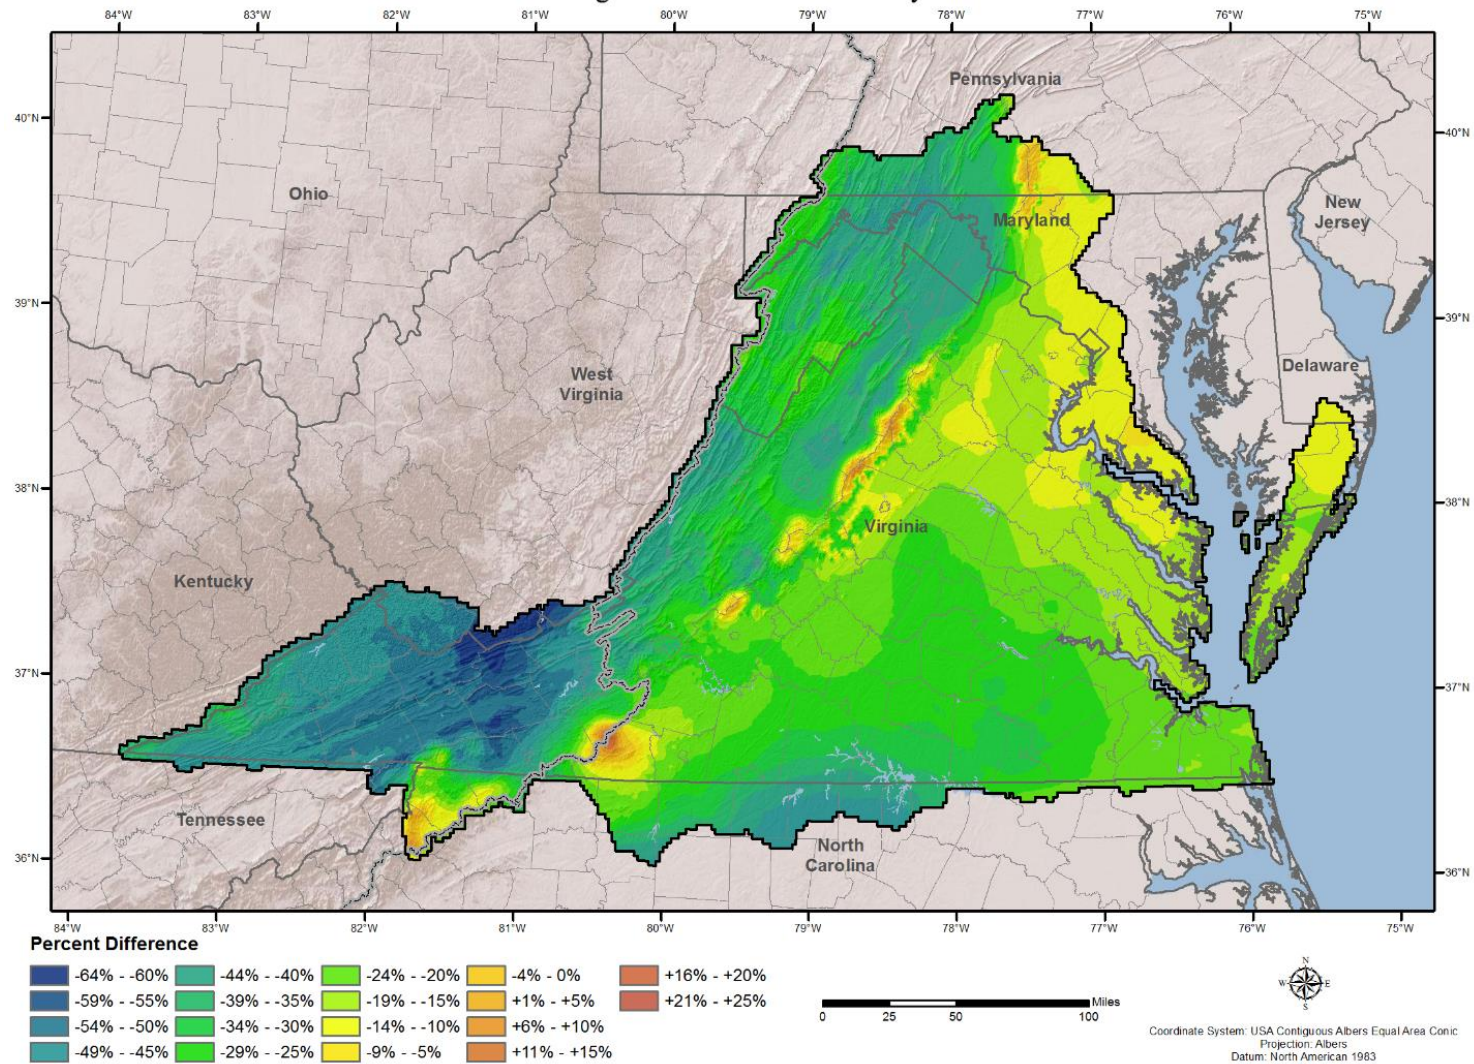 84°W 83°W 82°W 81°W 80°W 79°W 78°W 77°W 76°W 75°W
Pennsylvania
40°N 40°N
Ohio
New
Jersey
Maryland
39°N 39°N
West
Virginia
Delaware
38°N 38°N
Virginia
Kentucky
37°N 37°N
Tennessee
North
Carolina
36°N 36°N
84°W 83°W 82°W 81°W 80°W 79°W 78°W 77°W 76°W 75°W
Percent Difference
-64% - -60% -44% - -40% -24% - -20% -4% - 0% +16% - +20%
-59% - -55% -39% - -35% -19% - -15% +1% - +5% +21% - +25%
-54% - -50% -34% - -30% -14% - -10% +6% - +10%
-49% - -45% -29% - -25% -9% - -5% +11% - +15%
Miles
0 25 50 100
N
W E
S
Coordinate System: USA Contiguous Albers Equal Area Conic
Projection: Albers
Datum: North American 1983